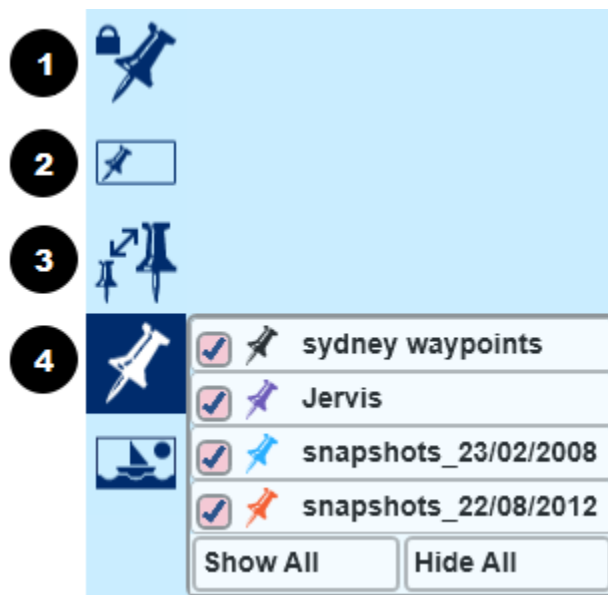 1
2
3
4
sydney waypoints
Jervis
snapshots_23/02/2008
snapshots_22/08/2012
Show All
Hide All